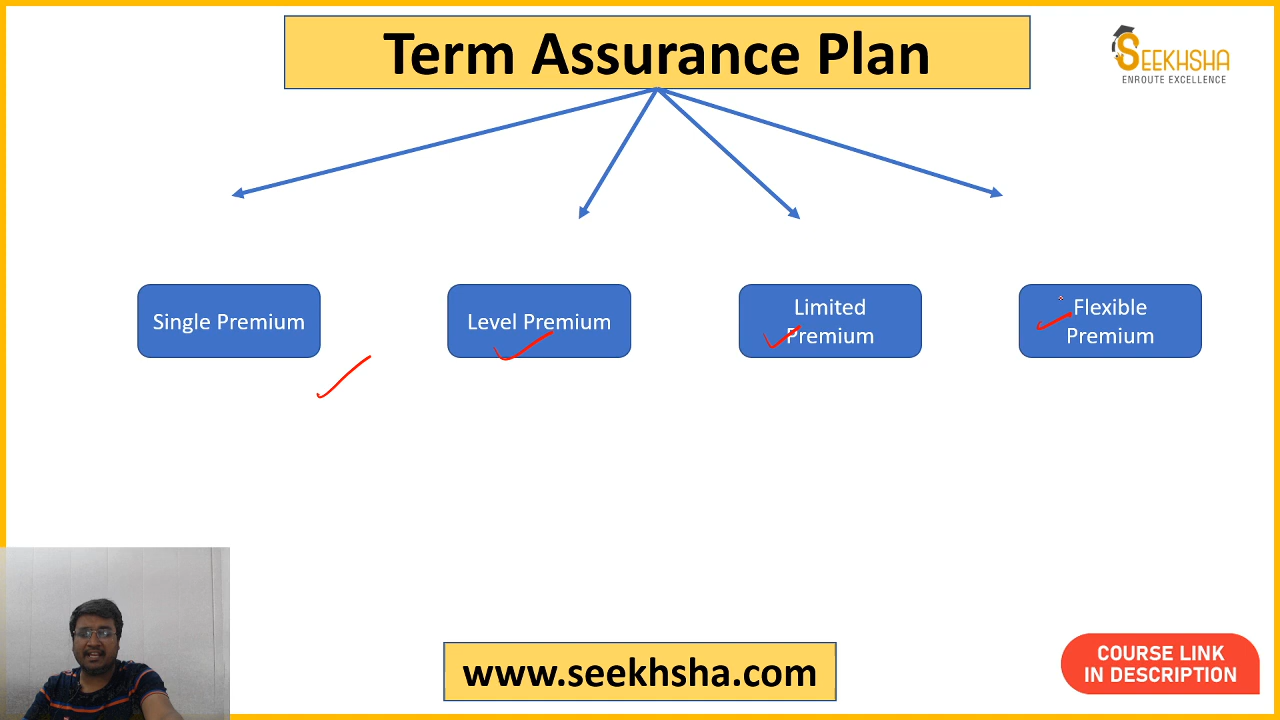 Term Assurance Plan
SEEKHSHA
ENROUTE EXCELLENCE
Single Premium
Level Premium
Limited
Premium
Flexible
Premium
www.seekhsha.com
COURSE LINK
IN DESCRIPTION